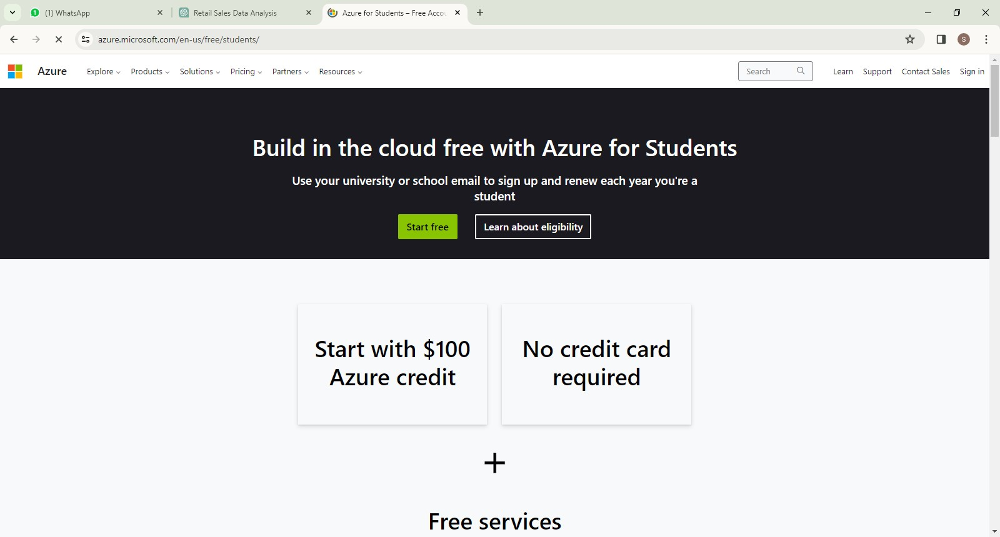 1 (1) WhatsApp
Retail Sales Data Analysis
Azure for Students – Free Accou
azure.microsoft.com/en-us/free/students/
S
Azure Explore Products Solutions Pricing Partners Resources Search Learn Support Contact Sales Sign in
Build in the cloud free with Azure for Students
Use your university or school email to sign up and renew each year you're a
student
Start free Learn about eligibility
Start with $100
Azure credit
No credit card
required
+
Free services